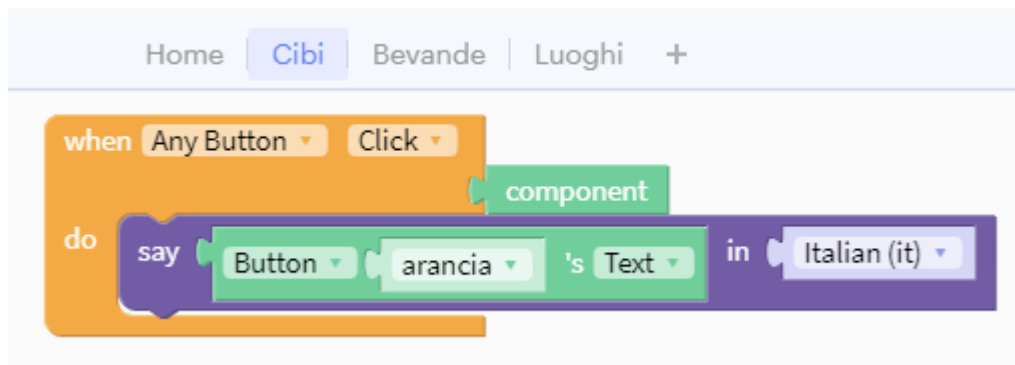 Home Cibi Bevande Luoghi +
when Any Button Click
component
do say Button arancia 's Text in Italian (it)